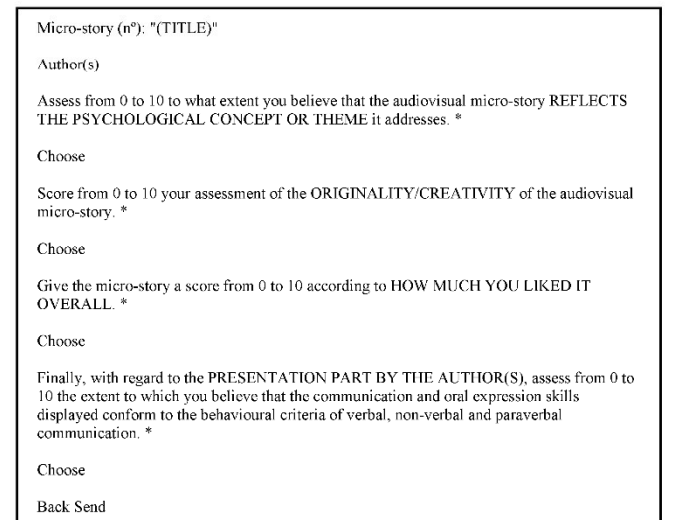 Micro-story (nº): "(TITLE)"
Author(s)
Assess from 0 to 10 to what extent you believe that the audiovisual micro-story REFLECTS
THE PSYCHOLOGICAL CONCEPT OR THEME it addresses. *
Choose
Score from 0 to 10 your assessment of the ORIGINALITY/CREATIVITY of the audiovisual
micro-story. *
Choose
Give the micro-story a score from 0 to 10 according to HOW MUCH YOU LIKED IT
OVERALL. *
Choose
Finally, with regard to the PRESENTATION PART BY THE AUTHOR(S), assess from 0 to
10 the extent to which you believe that the communication and oral expression skills
displayed conform to the behavioural criteria of verbal, non-verbal and paraverbal
communication. *
Choose
Back Send